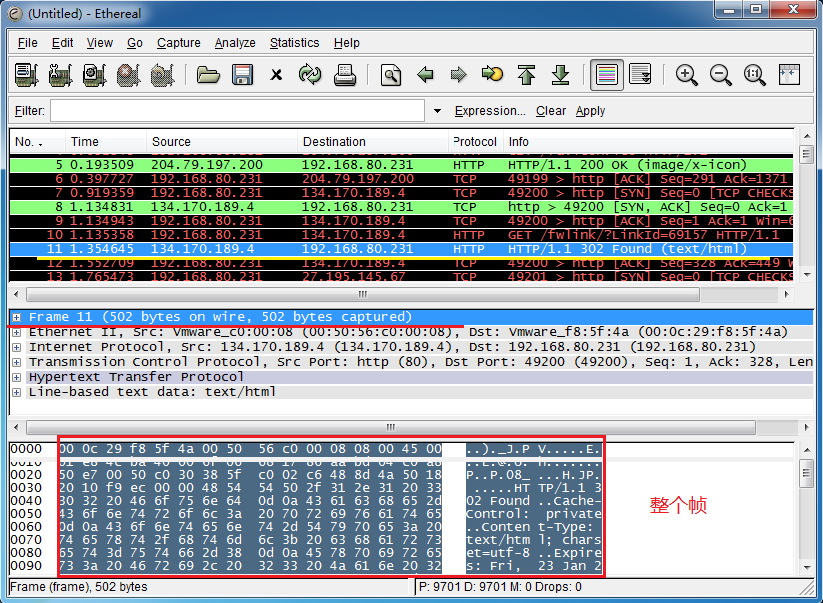 (Untitled) - Ethereal
File Edit View Go Capture Analyze Statistics Help
Filter: Expression... Clear Apply
No. Time Source Destination Protocol Info
5 0.193509 204.79.197.200 192.168.80.231 HTTP HTTP/1.1 200 OK (image/x-icon)
6 0.397727 192.168.80.231 204.79.197.200 TCP 49199 > http [ACK] Seq=291 Ack=1371
7 0.919359 192.168.80.231 134.170.189.4 TCP 49200 > http [SYN] Seq=0 [TCP CHECKS
8 1.134831 134.170.189.4 192.168.80.231 TCP http > 49200 [SYN, ACK] Seq=0 Ack=1
9 1.134943 192.168.80.231 134.170.189.4 TCP 49200 > http [ACK] Seq=1 Ack=1 Win=6
10 1.135358 192.168.80.231 134.170.189.4 HTTP GET /fwlink/?LinkId=69157 HTTP/1.1
11 1.354645 134.170.189.4 192.168.80.231 HTTP HTTP/1.1 302 Found (text/html)
12 1.552709 192.168.80.231 134.170.189.4 TCP 49200 > http [ACK] Seq=328 Ack=449 W
13 1.765473 192.168.80.231 27.195.145.67 TCP 49201 > http [SYN] Seq=0 [TCP CHECKS
Frame 11 (502 bytes on wire, 502 bytes captured)
Ethernet II, Src: Vmware_c0:00:08 (00:50:56:c0:00:08), Dst: Vmware_f8:5f:4a (00:0c:29:f8:5f:4a)
Internet Protocol, Src: 134.170.189.4 (134.170.189.4), Dst: 192.168.80.231 (192.168.80.231)
Transmission Control Protocol, Src Port: http (80), Dst Port: 49200 (49200), Seq: 1, Ack: 328, Len
Hypertext Transfer Protocol
Line-based text data: text/html
0000 00 0c 29 f8 5f 4a 00 50 56 c0 00 08 08 00 45 00 ..)._J.P V.....E.
0010 01 e8 4c ba 40 00 6f 06 08 17 86 aa bd 04 c0 a8
0020 50 e7 00 50 c0 30 38 5f c0 02 c6 48 8d 4a 50 18 P..P.08_ ...H.JP.
0030 20 10 f9 ec 00 00 48 54 54 50 2f 31 2e 31 20 33 .....HT TP/1.1 3
0040 30 32 20 46 6f 75 6e 64 0d 0a 43 61 63 68 65 2d 02 Found ..Cache-
0050 43 6f 6e 74 72 6f 6c 3a 20 70 72 69 76 61 74 65 Control: private
0060 0d 0a 43 6f 6e 74 65 6e 74 2d 54 79 70 65 3a 20 ..Conten t-Type:
0070 74 65 78 74 2f 68 74 6d 6c 3b 20 63 68 61 72 73 text/htm l; chars
0080 65 74 3d 75 74 66 2d 38 0d 0a 45 78 70 69 72 65 et=utf-8 ..Expire
0090 73 3a 20 46 72 69 2c 20 32 33 20 4a 61 6e 20 32 s: Fri, 23 Jan 2
整个帧
Frame (frame), 502 bytes P: 9701 D: 9701 M: 0 Drops: 0